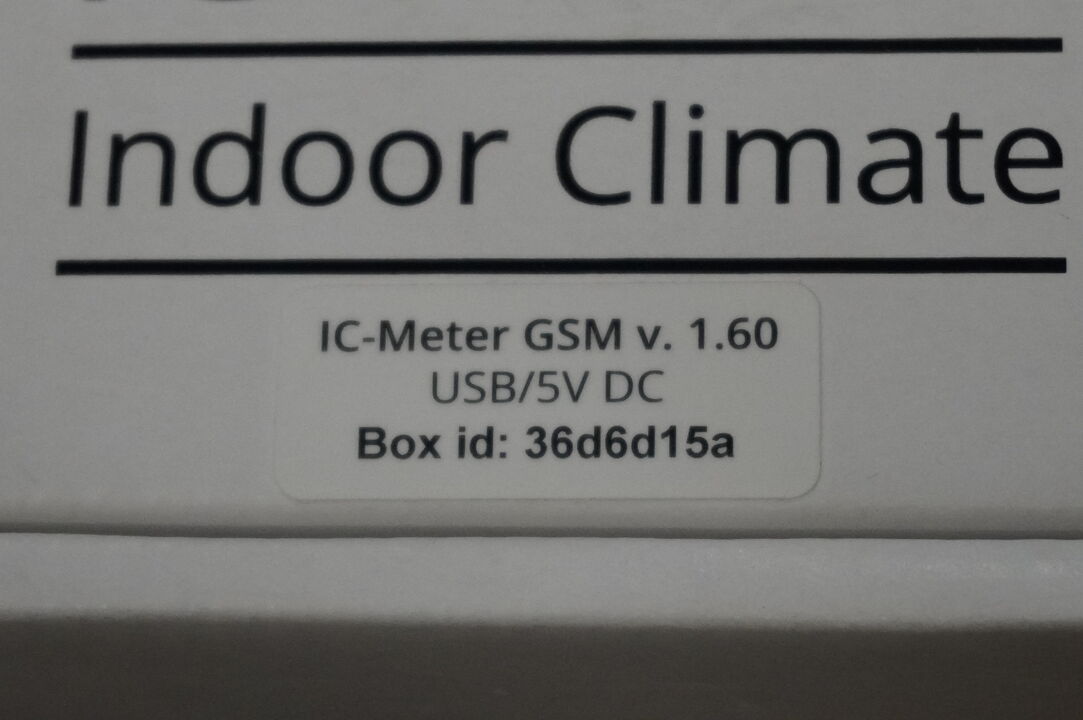 Indoor Climate
IC-Meter GSM v. 1.60
USB/5V DC
Box id: 36d6d15a